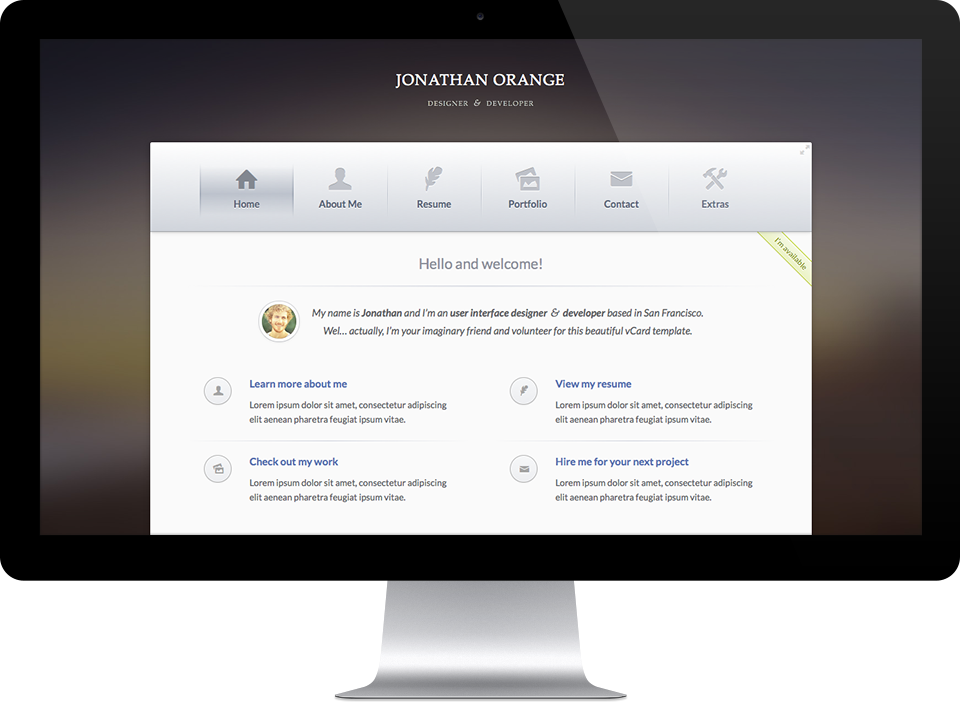 JONATHAN ORANGE
DESIGNER & DEVELOPER
Home
About Me
Resume
Portfolio
Contact
Extras
I'm available
Hello and welcome!
My name is Jonathan and I'm an user interface designer & developer based in San Francisco.
Wel... actually, I'm your imaginary friend and volunteer for this beautiful vCard template.
Learn more about me
Lorem ipsum dolor sit amet, consectetur adipiscing
elit aenean pharetra feugiat ipsum vitae.
View my resume
Lorem ipsum dolor sit amet, consectetur adipiscing
elit aenean pharetra feugiat ipsum vitae.
Check out my work
Lorem ipsum dolor sit amet, consectetur adipiscing
elit aenean pharetra feugiat ipsum vitae.
Hire me for your next project
Lorem ipsum dolor sit amet, consectetur adipiscing
elit aenean pharetra feugiat ipsum vitae.